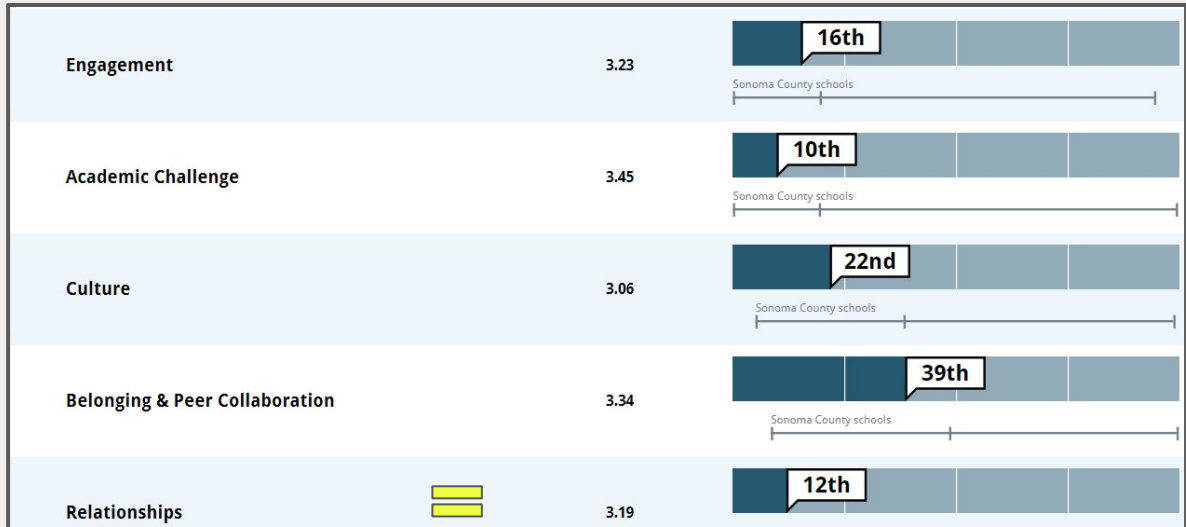 Engagement 3.23 16th
Sonoma County schools
Academic Challenge 3.45 10th
Sonoma County schools
Culture 3.06 22nd
Sonoma County schools
Belonging & Peer Collaboration 3.34 39th
Sonoma County schools
Relationships 3.19 12th